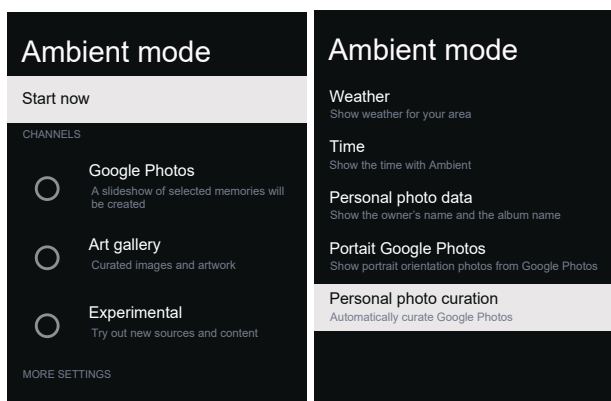 Ambient mode
Start now
CHANNELS
Google Photos
A slideshow of selected memories will
be created
Art gallery
Curated images and artwork
Experimental
Try out new sources and content
MORE SETTINGS
Ambient mode
Weather
Show weather for your area
Time
Show the time with Ambient
Personal photo data
Show the owner's name and the album name
Portait Google Photos
Show portrait orientation photos from Google Photos
Personal photo curation
Automatically curate Google Photos